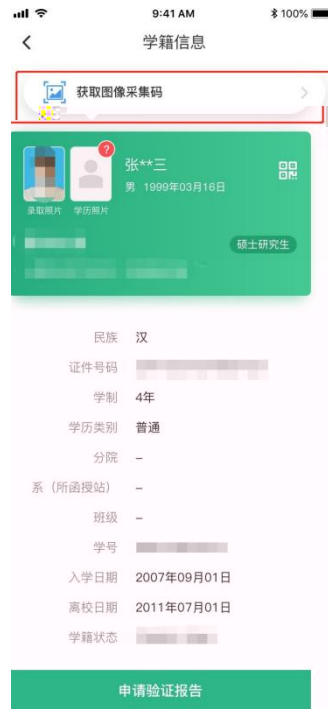 9:41 AM
100%
学籍信息
获取图像采集码
?
张**三
男 1999年03月16日
录取照片 学历照片
硕士研究生
民族 汉
证件号码
学制 4年
学历类别 普通
分院 –
系（所函授站） –
班级 –
学号
入学日期 2007年09月01日
离校日期 2011年07月01日
学籍状态
申请验证报告